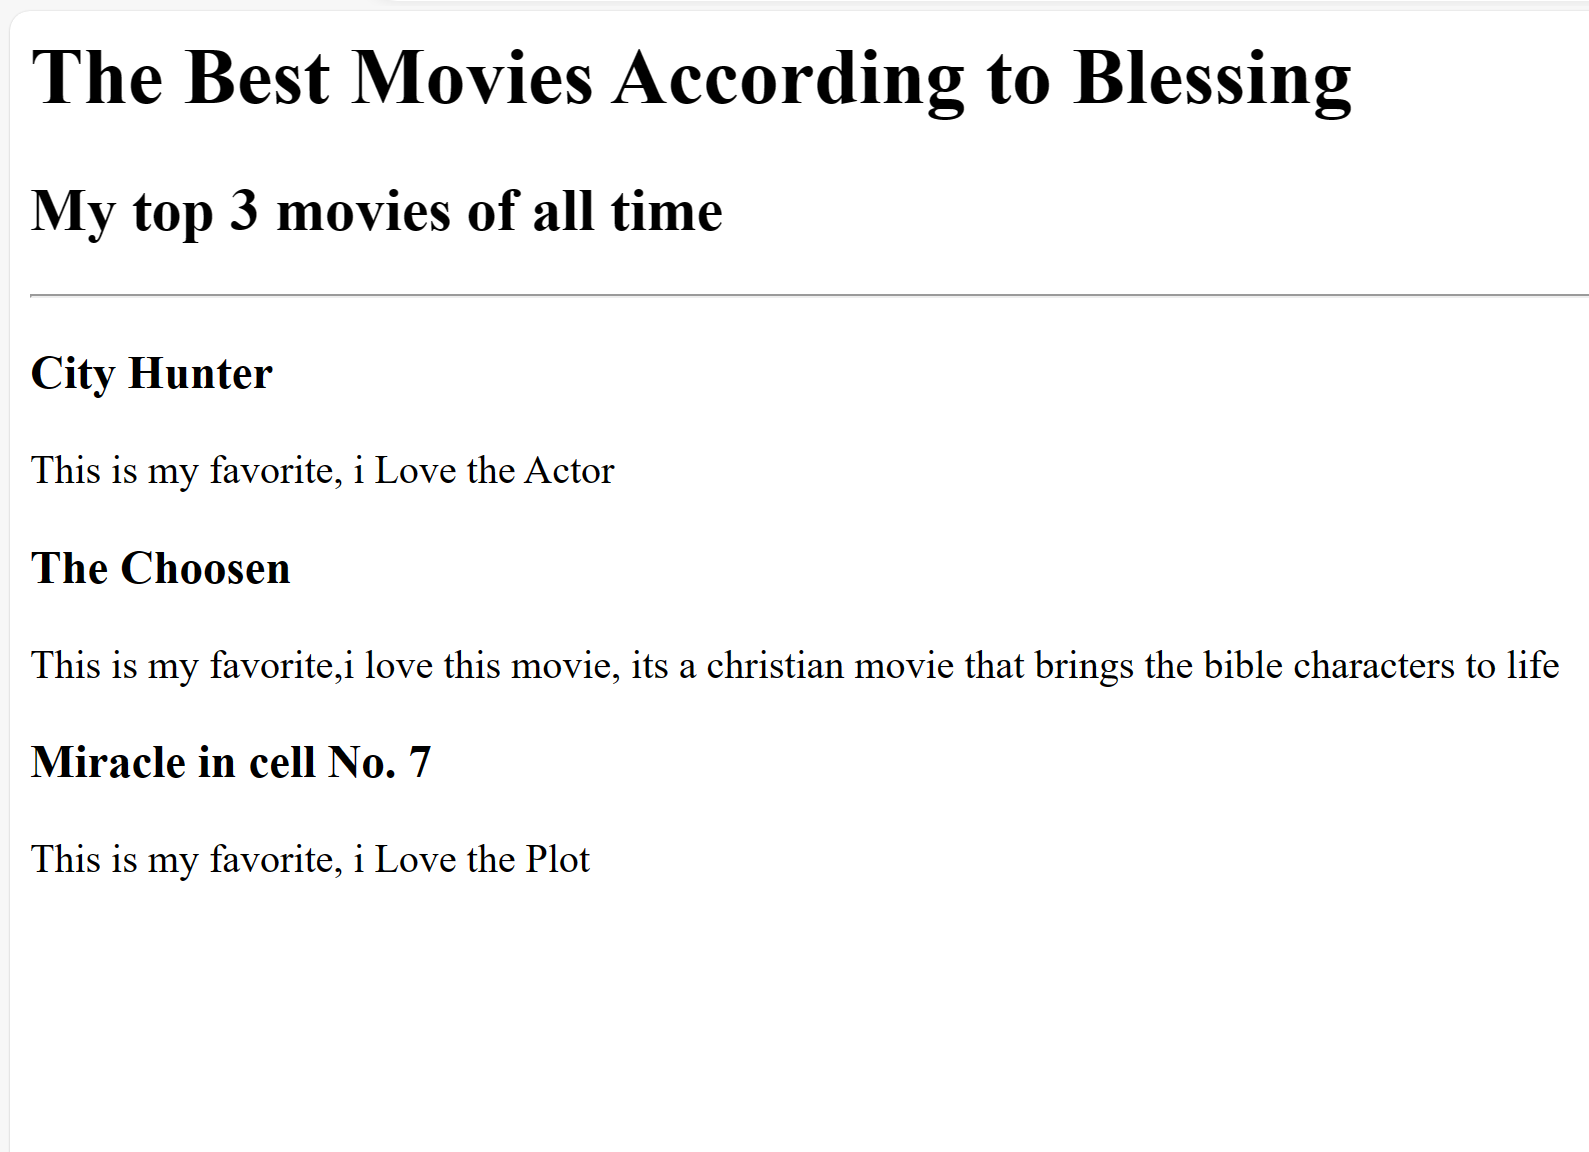 The Best Movies According to Blessing
My top 3 movies of all time
City Hunter
This is my favorite, i Love the Actor
The Choosen
This is my favorite,i love this movie, its a christian movie that brings the bible characters to life
Miracle in cell No. 7
This is my favorite, i Love the Plot